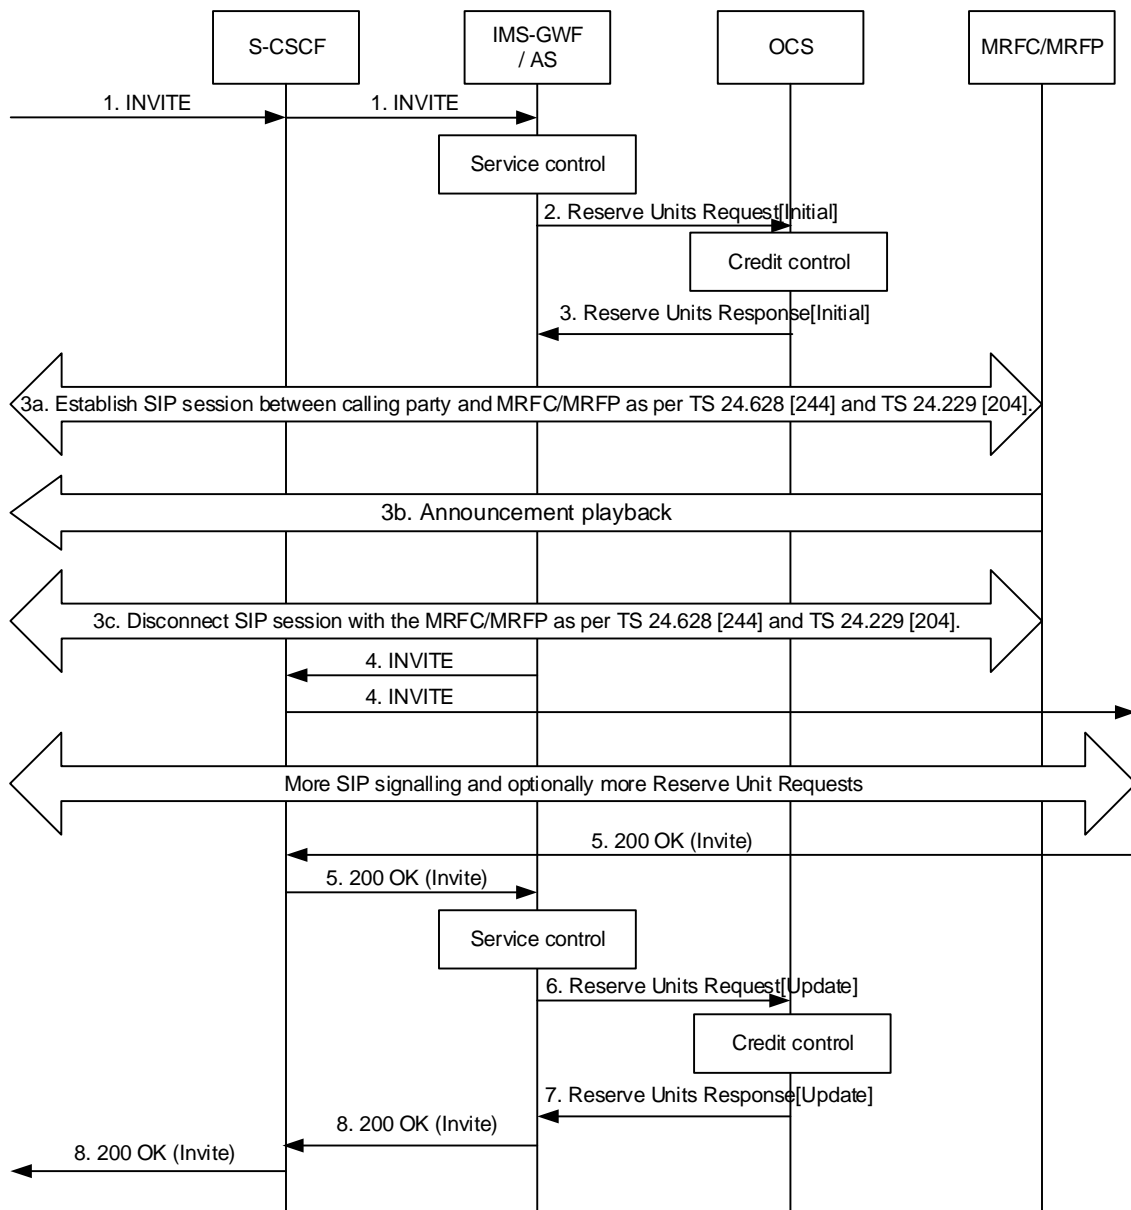 S-CSCF
IMS-GWF
/ AS
OCS
MRFC/MRFP
1. INVITE
1. INVITE
Service control
2. Reserve Units Request[Initial]
Credit control
3. Reserve Units Response[Initial]
3a. Establish SIP session between calling party and MRFC/MRFP as per TS 24.628 [244] and TS 24.229 [204].
3b. Announcement playback
3c. Disconnect SIP session with the MRFC/MRFP as per TS 24.628 [244] and TS 24.229 [204].
4. INVITE
4. INVITE
More SIP signalling and optionally more Reserve Unit Requests
5. 200 OK (Invite)
5. 200 OK (Invite)
Service control
6. Reserve Units Request[Update]
Credit control
7. Reserve Units Response[Update]
8. 200 OK (Invite)
8. 200 OK (Invite)